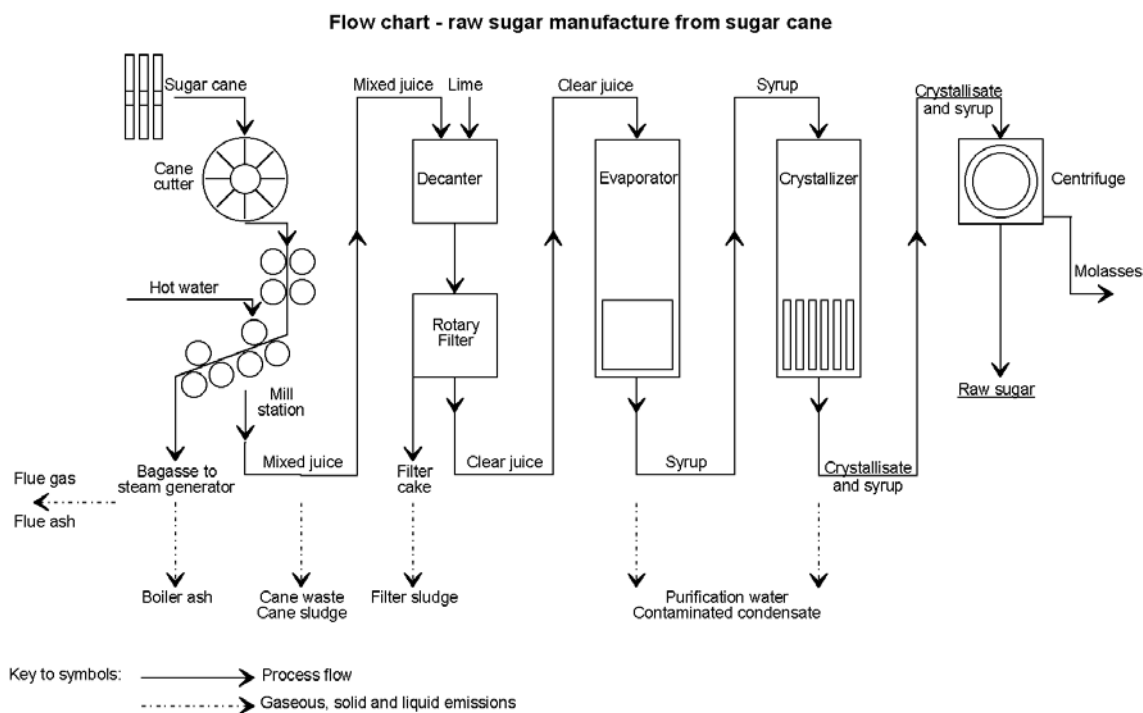 Flow chart - raw sugar manufacture from sugar cane
Sugar cane
Mixed juice
Lime
Clear juice
Syrup
Crystallisate
and syrup
Cane
cutter
Decanter
Evaporator
Crystallizer
Centrifuge
Hot water
Molasses
Rotary
Filter
Mill
station
Raw sugar
Bagasse to
steam generator
Mixed juice
Filter
cake
Clear juice
Syrup
Crystallisate
and syrup
Flue gas
Flue ash
Boiler ash
Cane waste
Cane sludge
Filter sludge
Purification water
Contaminated condensate
Key to symbols:
Process flow
Gaseous, solid and liquid emissions